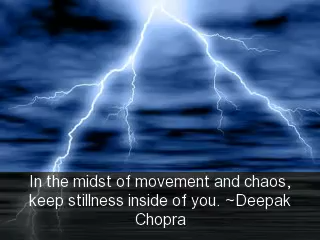 In the midst of movement and chaos,
keep stillness inside of you. ~Deepak
Chopra